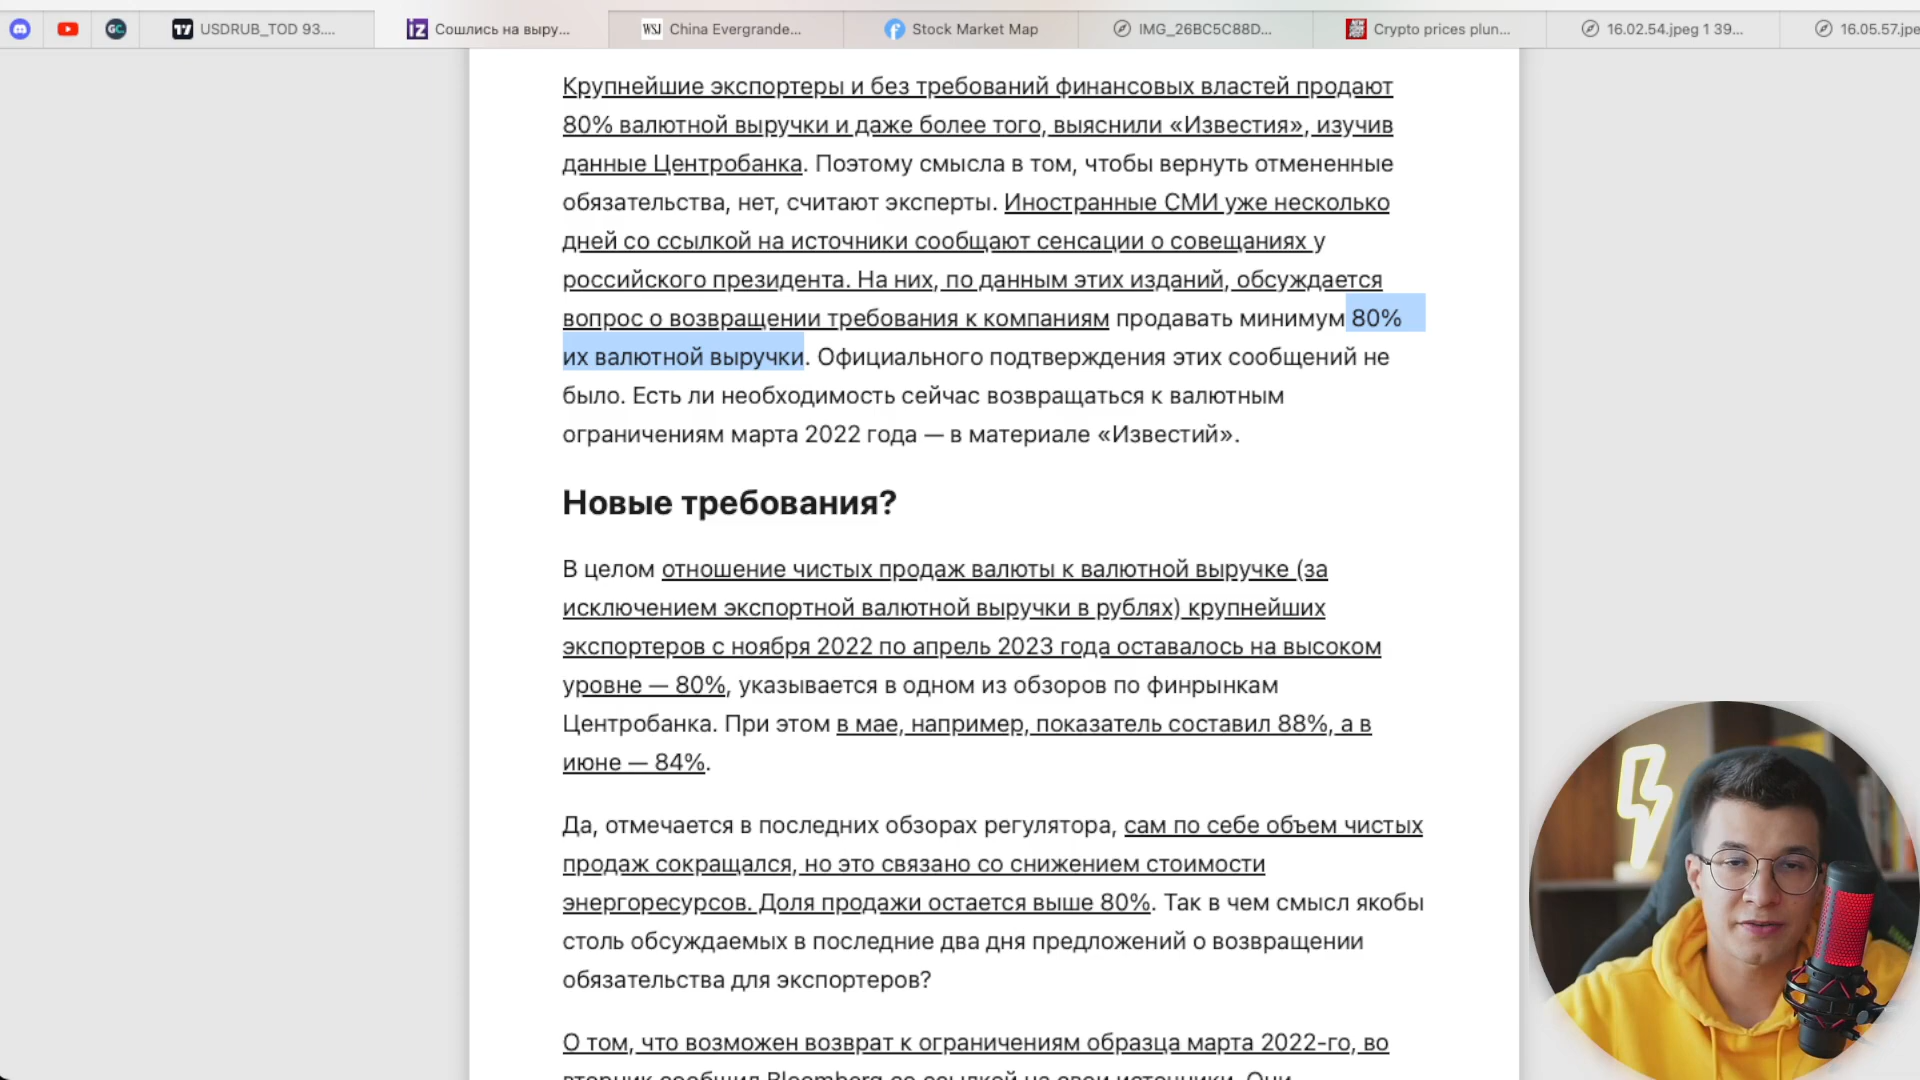 USDRUB_TOD 93....
Сошлись на выру...
WSJ China Evergrande...
Stock Market Map
IMG_26BC5C88D...
Crypto prices plun...
16.02.54.jpeg 1 39...
16.05.57.jpe
Крупнейшие экспортеры и без требований финансовых властей продают
80% валютной выручки и даже более того, выяснили «Известия», изучив
данные Центробанка. Поэтому смысла в том, чтобы вернуть отмененные
обязательства, нет, считают эксперты. Иностранные СМИ уже несколько
дней со ссылкой на источники сообщают сенсации о совещаниях у
российского президента. На них, по данным этих изданий, обсуждается
вопрос о возвращении требования к компаниям продавать минимум 80%
их валютной выручки. Официального подтверждения этих сообщений не
было. Есть ли необходимость сейчас возвращаться к валютным
ограничениям марта 2022 года — в материале «Известий».
Новые требования?
В целом отношение чистых продаж валюты к валютной выручке (за
исключением экспортной валютной выручки в рублях) крупнейших
экспортеров с ноября 2022 по апрель 2023 года оставалось на высоком
уровне — 80%, указывается в одном из обзоров по финрынкам
Центробанка. При этом в мае, например, показатель составил 88%, а в
июне — 84%.
Да, отмечается в последних обзорах регулятора, сам по себе объем чистых
продаж сокращался, но это связано со снижением стоимости
энергоресурсов. Доля продажи остается выше 80%. Так в чем смысл якобы
столь обсуждаемых в последние два дня предложений о возвращении
обязательства для экспортеров?
О том, что возможен возврат к ограничениям образца марта 2022-го, во
вторник сообщил Bloomberg со ссылкой на свои источники. Они